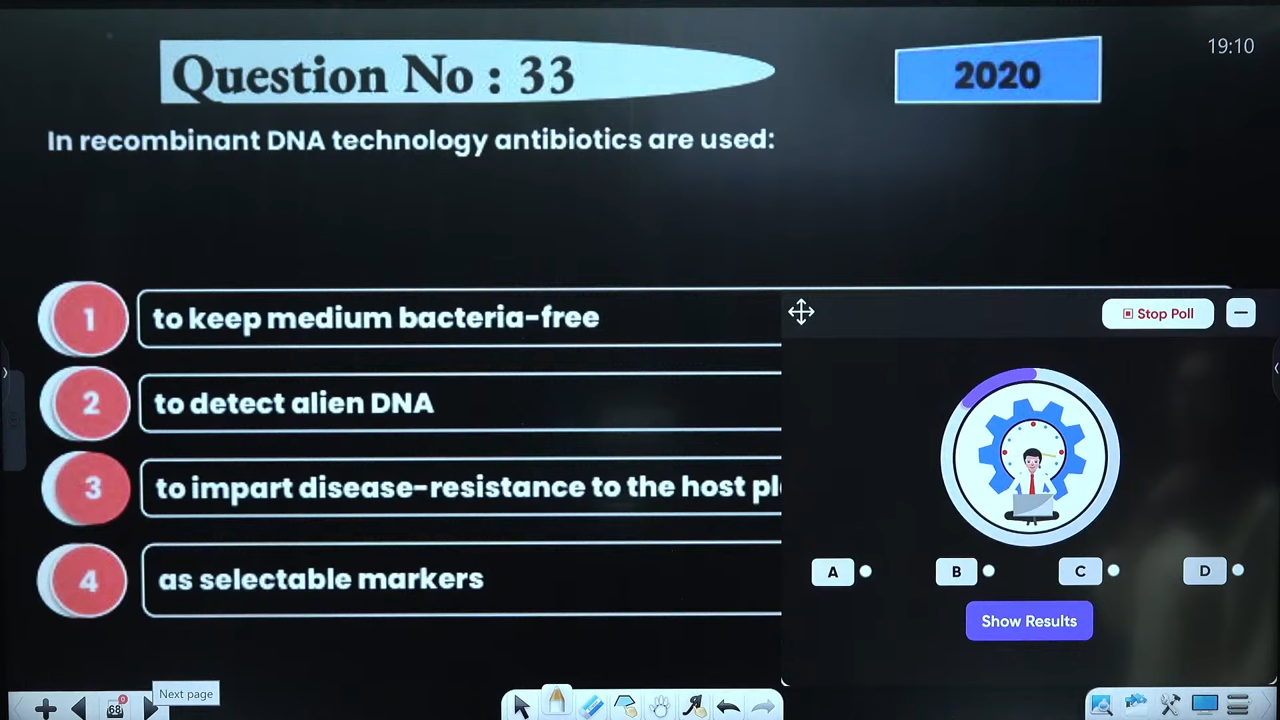 Question No : 33
2020
19:10
In recombinant DNA technology antibiotics are used:
1 to keep medium bacteria-free
2 to detect alien DNA
3 to impart disease-resistance to the host
4 as selectable markers
Stop Poll
A B C D
Show Results
68
0
Next page